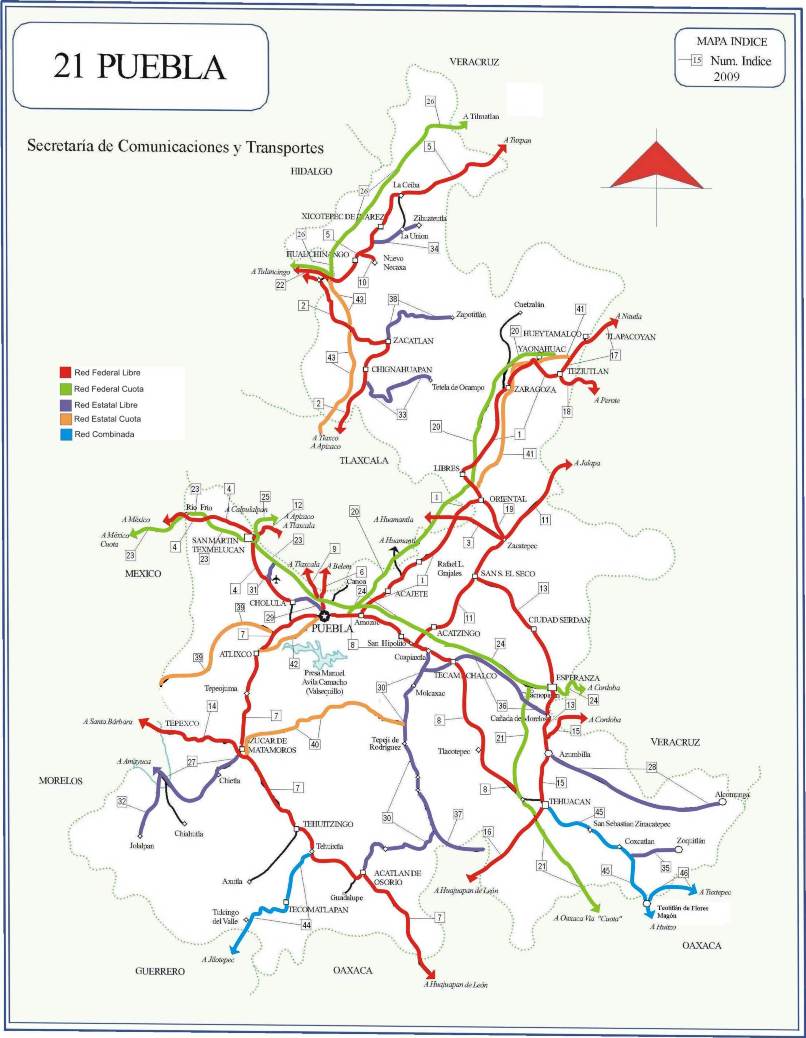 21 PUEBLA
MAPA INDICE
15 Num. Indice
2009
Secretaría de Comunicaciones y Transportes
VERACRUZ
26
A Tihuatlan
5
A Tuxpan
HIDALGO
26
La Ceiba
XICOTEPEC DE JUAREZ
Zihuateutla
26
5
La Union
34
HUAUCHINANGO
Nuevo
Necaxa
A Tulancingo
22
10
2
43
38
Zapotitlán
Cuetzalán
41
A Nautla
20
HUEYTAMALCO
TLAPACOYAN
ZACATLAN
YAONAHUAC
17
43
CHIGNAHUAPAN
TEZIUTLAN
Red Federal Libre
Red Federal Cuota
Red Estatal Libre
Red Estatal Cuota
Red Combinada
Tetela de Ocampo
ZARAGOZA
A Perote
2
33
18
20
1
A Tlaxco
A Apizaco
41
TLAXCALA
LIBRES
A Jalapa
23
4
25
12
1
ORIENTAL
Rio Frio
A Calpulalpan
A Apizaco
20
19
A México
A Tlaxcala
A Huamantla
11
A México
Cuota
SAN MARTIN
TEXMELUCAN
23
A Huamantla
3
Zacatepec
23
4
23
9
MEXICO
A Tlaxcala
A Belem
Rafael L.
Grajales
SAN S. EL SECO
4
31
6
Canoa
24
1
13
CHOLULA
ACAJETE
39
29
11
7
PUEBLA
Amozoc
CIUDAD SERDAN
ATLIXCO
8
San Hipolito
ACATZINGO
24
39
42
Presa Manuel
Avila Camacho
(Valsequillo)
Cuapiaxtla
TECAMACHALCO
ESPERANZA
Tepeojuma
30
Molcaxac
A Cordoba
36
24
14
Cañada de Morelos
13
A Santa Bárbara
TEPEXCO
7
8
21
A Cordoba
15
IZUCAR DE
MATAMOROS
40
Tepeji de
Rodriguez
Tlacotepec
VERACRUZ
A Amayuca
27
Azumbilla
28
MORELOS
Chietla
7
8
15
32
Alcomunga
TEHUACAN
TEHUITZINGO
30
37
45
Jolalpan
Chiahutla
16
San Sebastian Zinacatepec
Tehuixtla
Coxcatlan
Zoquitlán
21
45
35
46
Axutla
ACATLAN DE
OSORIO
A Huajuapan de León
A Tuxtepec
Guadalupe
Tulcingo
del Valle
TECOMATLAPAN
Teotitlán de Flores
Magón
44
7
A Oaxaca Via "Cuota"
A Huitzo
A Jilotepec
OAXACA
GUERRERO
OAXACA
A Huajuapan de León